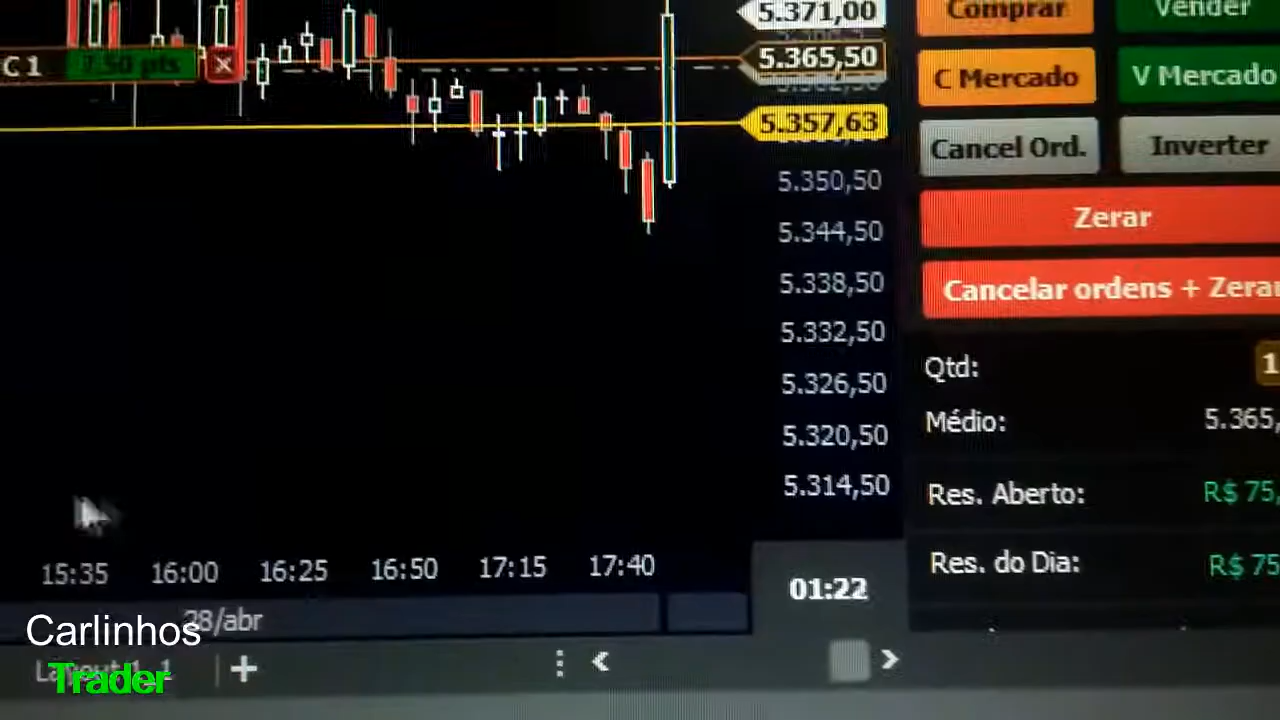 5.371,00
Comprar
Vender
C 1
7.50 pts
5.365,50
C Mercado
V Mercado
5.357,63
Cancel Ord.
Inverter
5.350,50
Zerar
5.344,50
5.338,50
Cancelar ordens + Zerar
5.332,50
Qtd:
1
5.326,50
Médio:
5.365,
5.320,50
5.314,50
Res. Aberto:
R$ 75,
15:35
16:00
16:25
16:50
17:15
17:40
01:22
Res. do Dia:
R$ 75
28/abr
Carlinhos
Trader